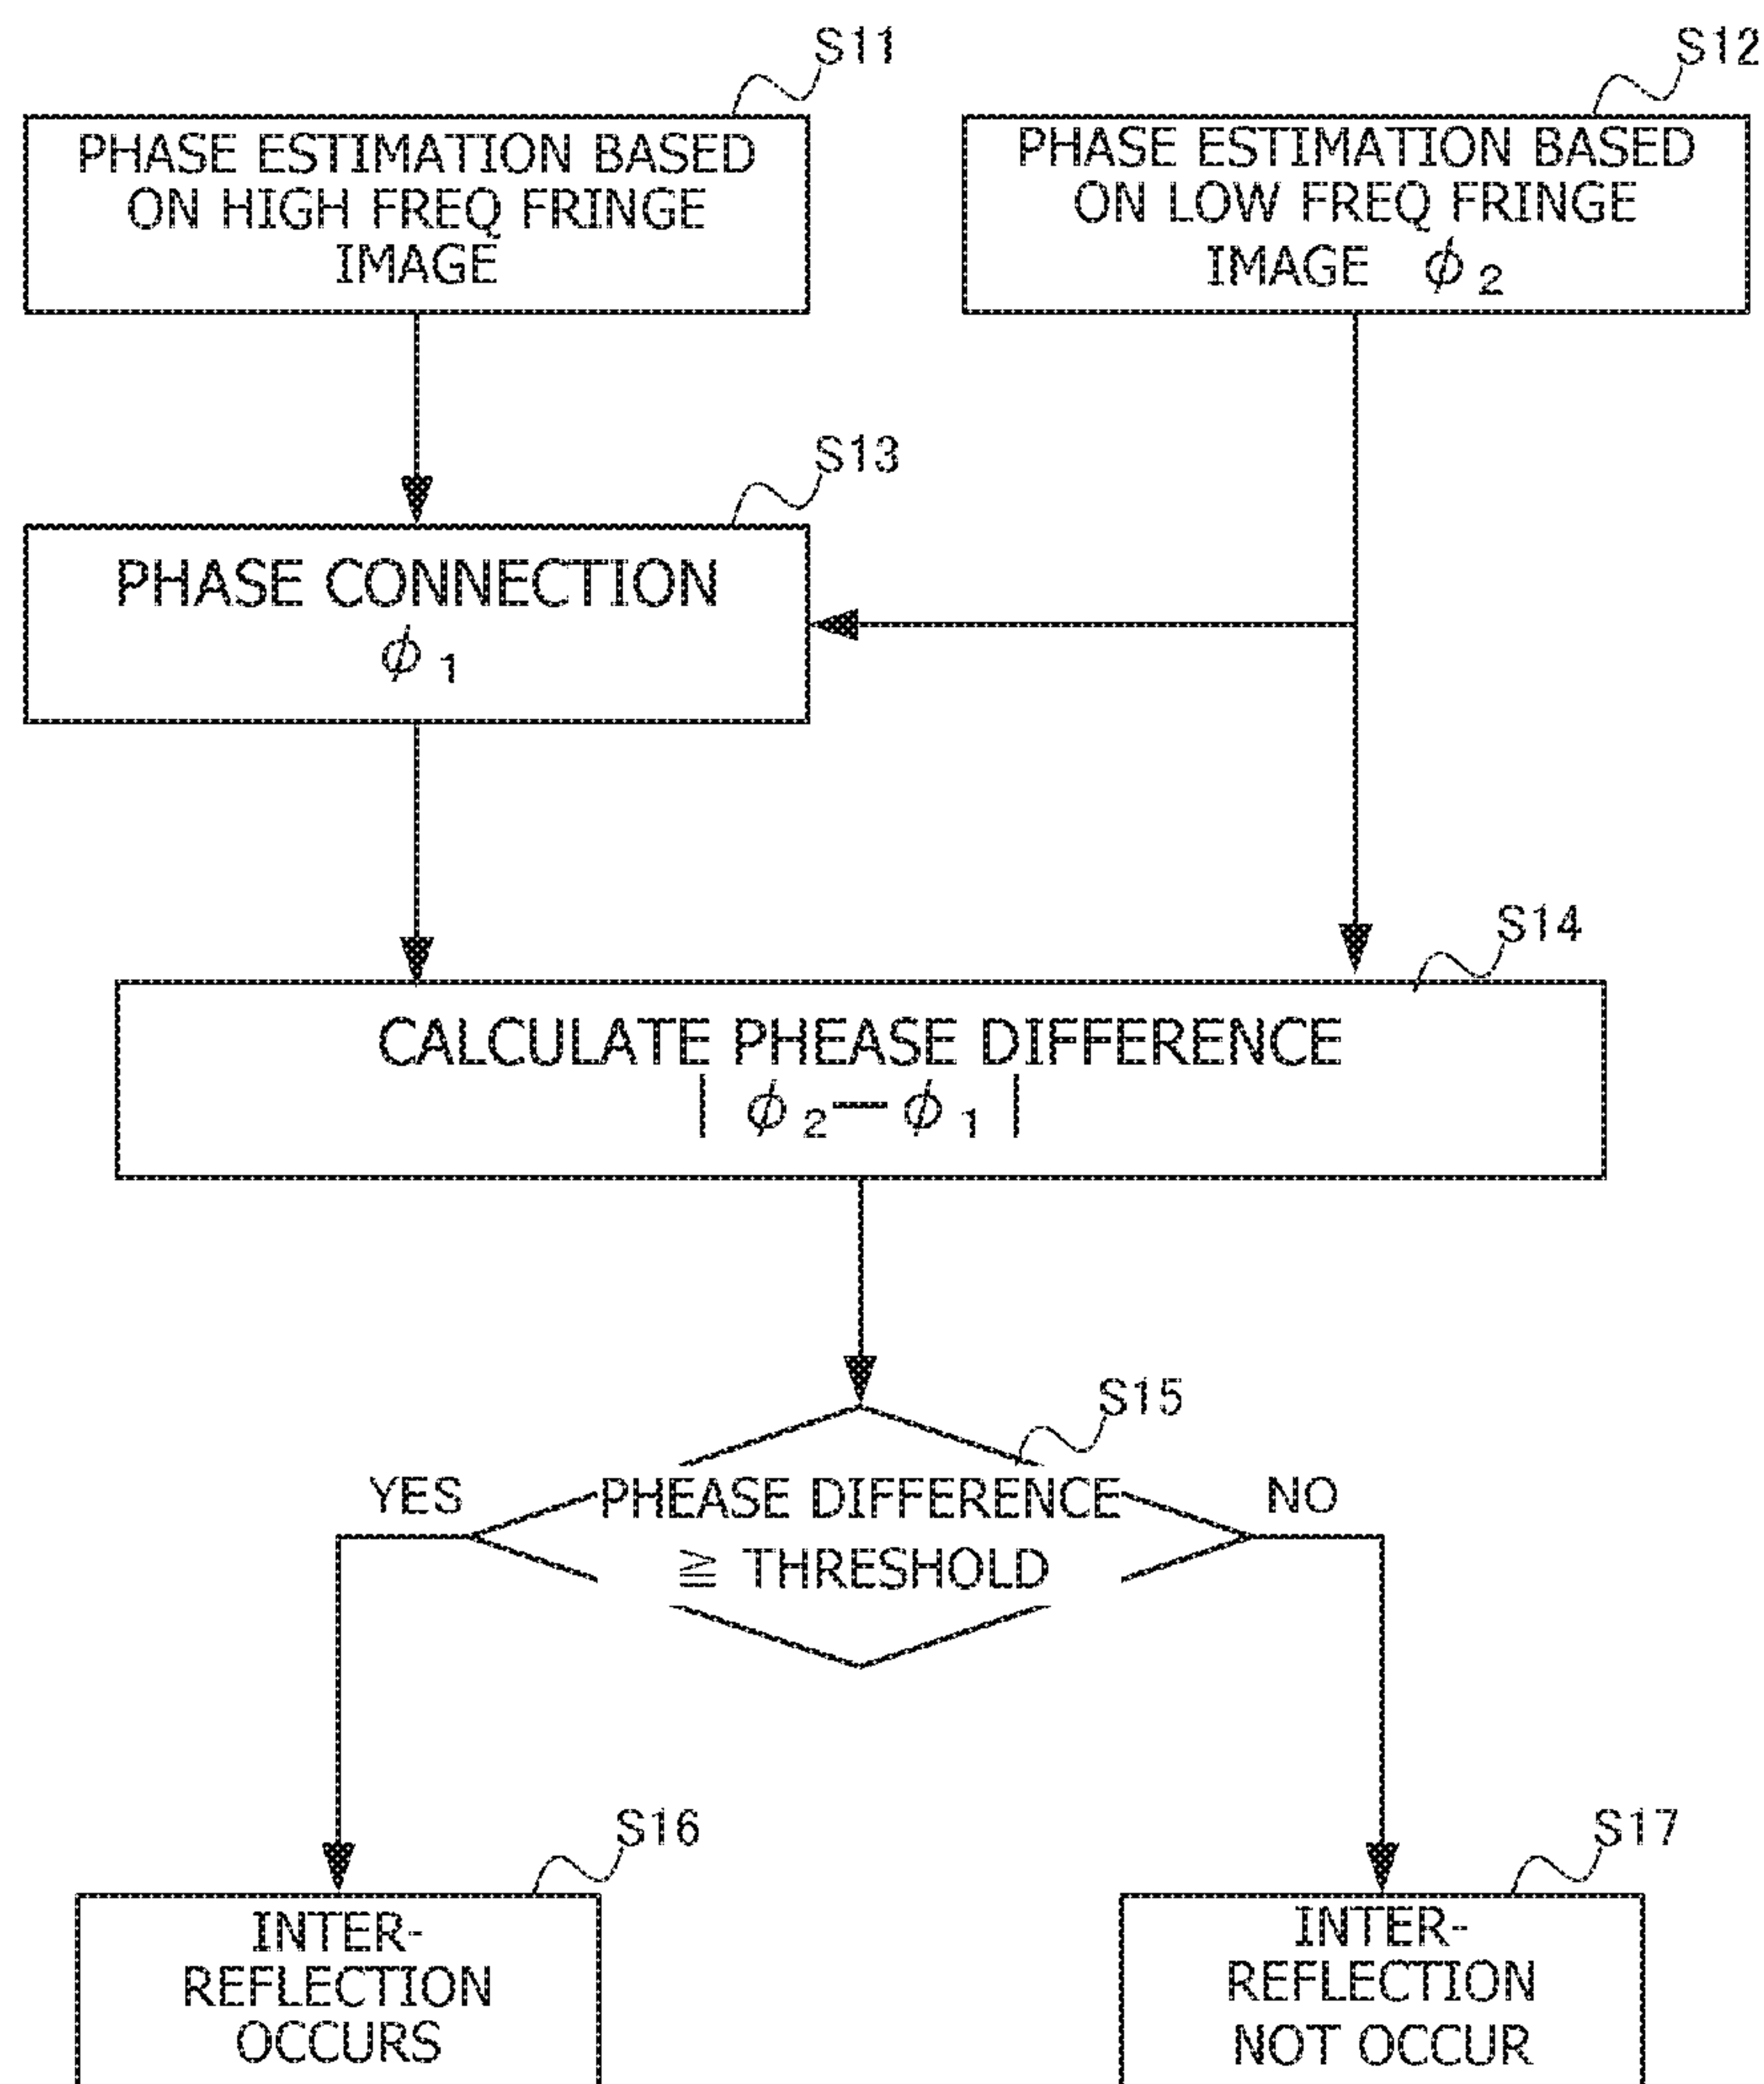 S11
PHASE ESTIMATION BASED
ON HIGH FREQ FRINGE
IMAGE
S12
PHASE ESTIMATION BASED
ON LOW FREQ FRINGE
IMAGE ϕ₂
S13
PHASE CONNECTION
ϕ₁
S14
CALCULATE PHEASE DIFFERENCE
| ϕ₂−ϕ₁ |
S15
PHEASE DIFFERENCE
≧ THRESHOLD
YES
NO
S16
INTER-
REFLECTION
OCCURS
S17
INTER-
REFLECTION
NOT OCCUR